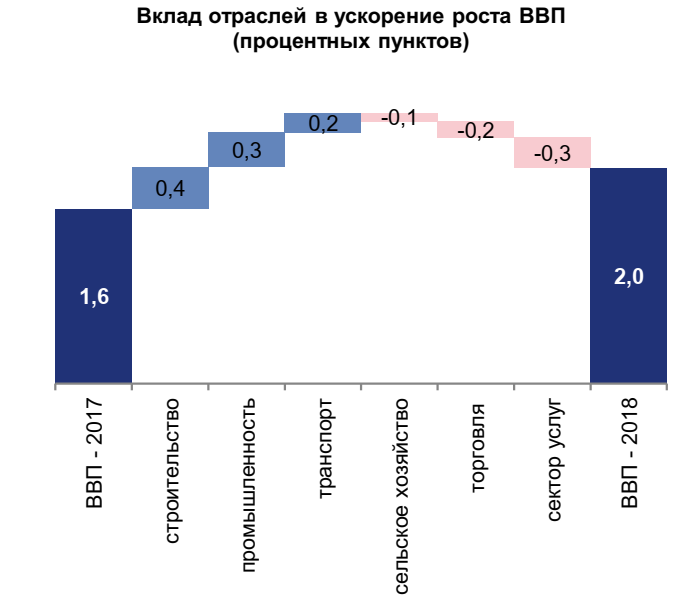 Вклад отраслей в ускорение роста ВВП
(процентных пунктов)
0,2
-0,1
-0,2
0,3
-0,3
0,4
2,0
1,6
ВВП - 2017
строительство
промышленность
транспорт
сельское хозяйство
торговля
сектор услуг
ВВП - 2018